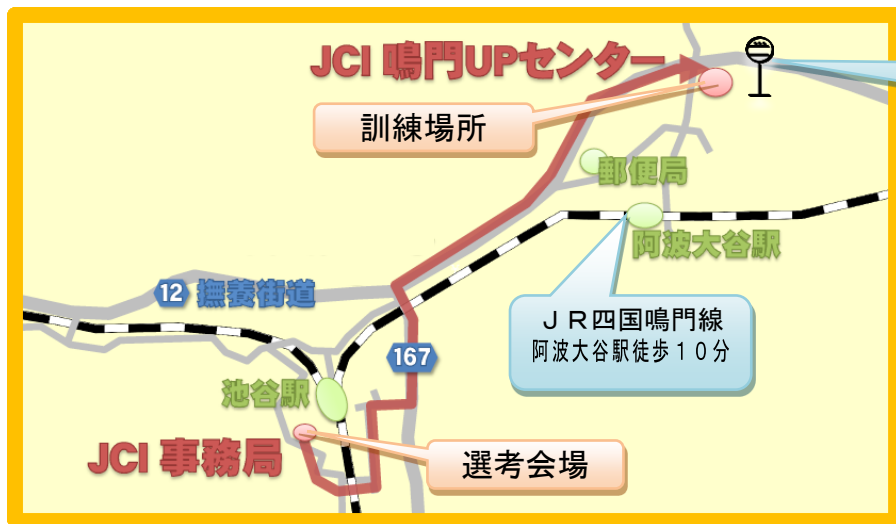 JCI 鳴門UPセンター
訓練場所
郵便局
阿波大谷駅
12 撫養街道
ＪＲ四国鳴門線
阿波大谷駅徒歩１０分
167
池谷駅
JCI 事務局
選考会場